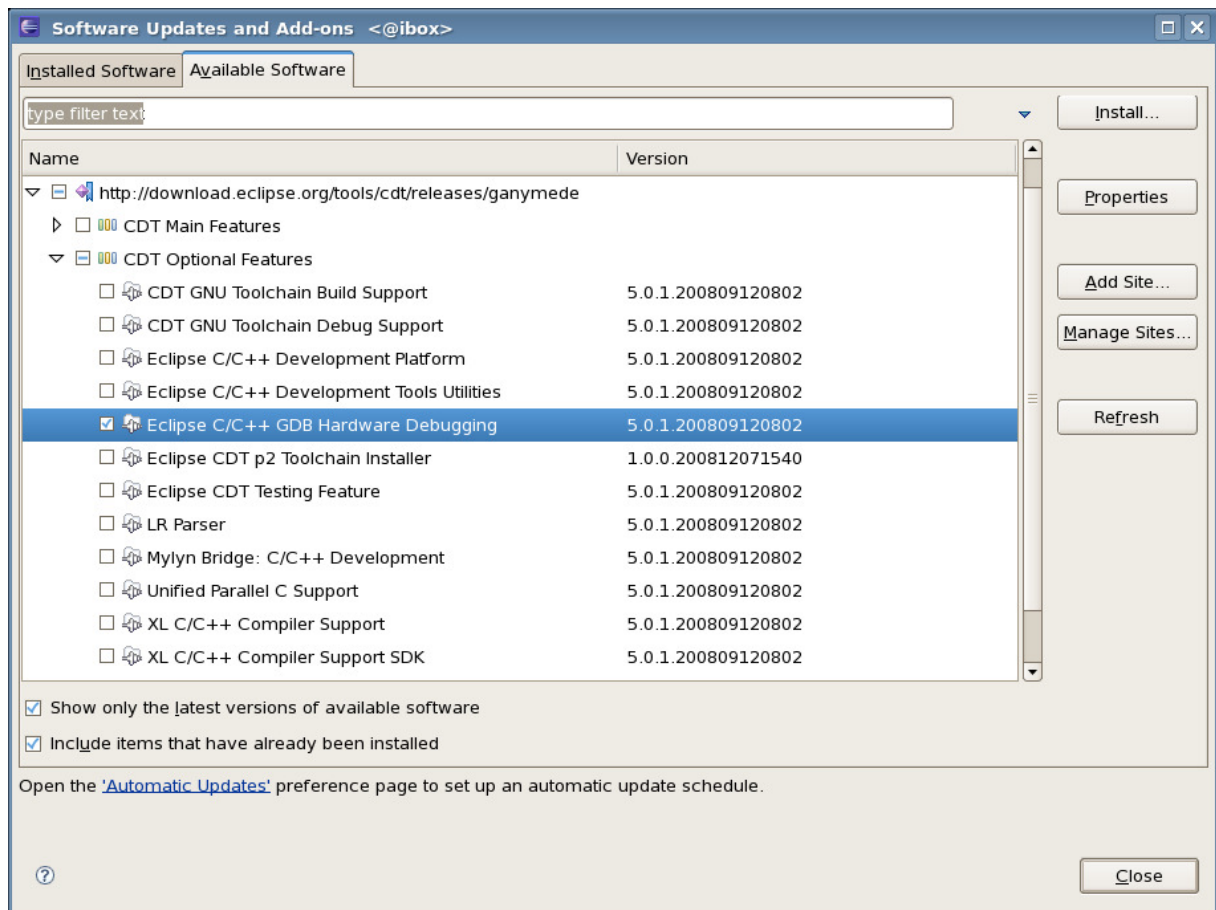 Software Updates and Add-ons <@ibox>
Installed Software Available Software
type filter text
Install...
Name Version
http://download.eclipse.org/tools/cdt/releases/ganymede
Properties
CDT Main Features
CDT Optional Features
Add Site...
CDT GNU Toolchain Build Support 5.0.1.200809120802
CDT GNU Toolchain Debug Support 5.0.1.200809120802
Manage Sites...
Eclipse C/C++ Development Platform 5.0.1.200809120802
Eclipse C/C++ Development Tools Utilities 5.0.1.200809120802
Refresh
Eclipse C/C++ GDB Hardware Debugging 5.0.1.200809120802
Eclipse CDT p2 Toolchain Installer 1.0.0.200812071540
Eclipse CDT Testing Feature 5.0.1.200809120802
LR Parser 5.0.1.200809120802
Mylyn Bridge: C/C++ Development 5.0.1.200809120802
Unified Parallel C Support 5.0.1.200809120802
XL C/C++ Compiler Support 5.0.1.200809120802
XL C/C++ Compiler Support SDK 5.0.1.200809120802
Show only the latest versions of available software
Include items that have already been installed
Open the 'Automatic Updates' preference page to set up an automatic update schedule.
?
Close